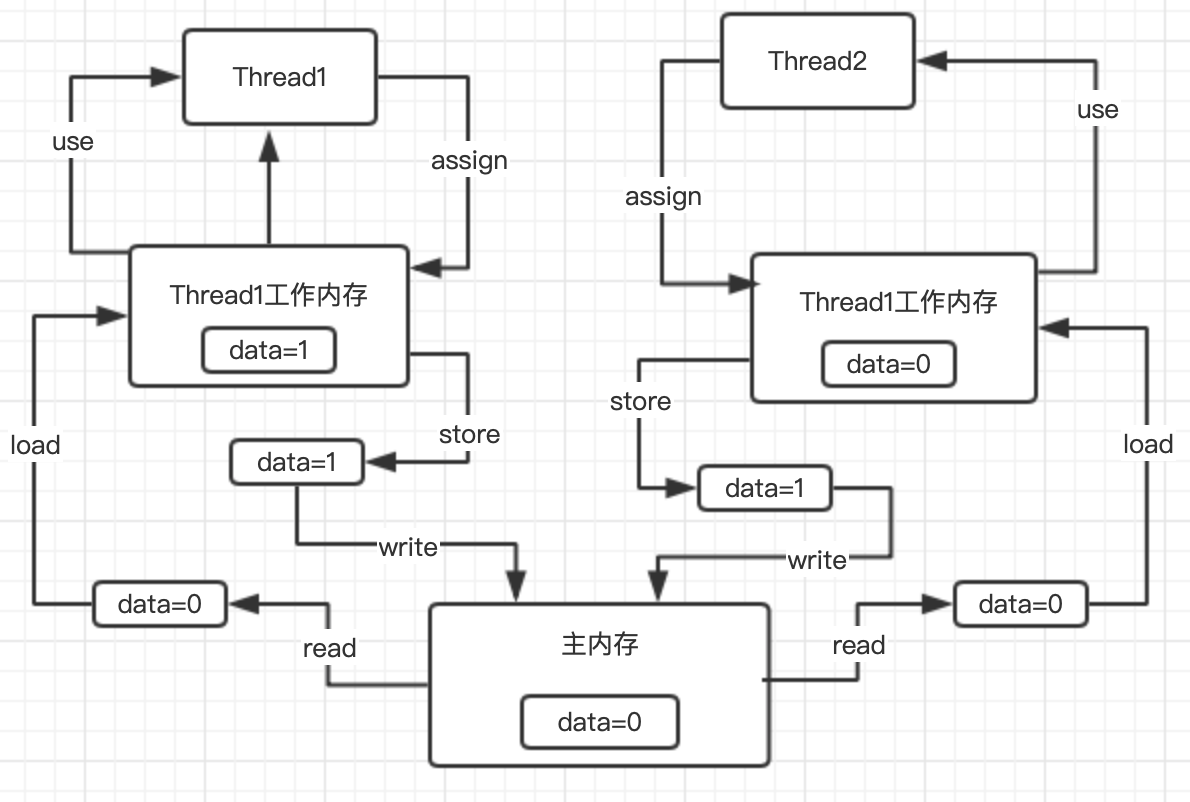 Thread1
Thread2
use
assign
use
assign
Thread1工作内存
data=1
Thread1工作内存
data=0
load
store
data=1
store
data=1
load
write
write
data=0
read
主内存
data=0
read
data=0